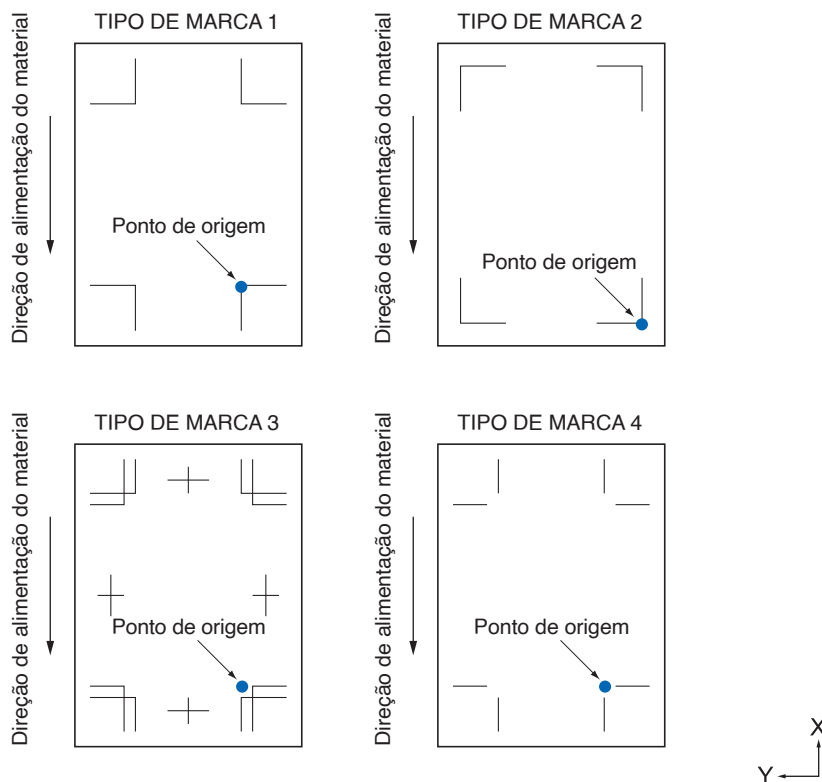 TIPO DE MARCA 1
Direção de alimentação do material
Ponto de origem
TIPO DE MARCA 2
Direção de alimentação do material
Ponto de origem
TIPO DE MARCA 3
Direção de alimentação do material
Ponto de origem
TIPO DE MARCA 4
Direção de alimentação do material
Ponto de origem
X
Y